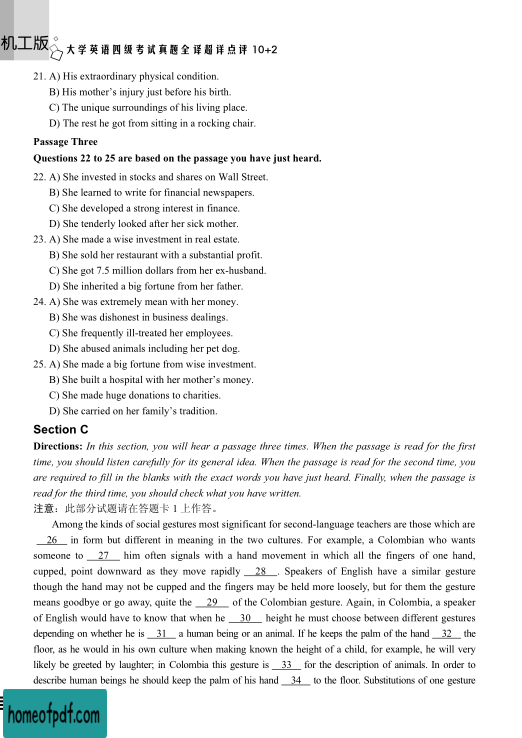 机工版 大学英语四级考试真题全译超详点评 10+2
21. A) His extraordinary physical condition.
B) His mother's injury just before his birth.
C) The unique surroundings of his living place.
D) The rest he got from sitting in a rocking chair.
Passage Three
Questions 22 to 25 are based on the passage you have just heard.
22. A) She invested in stocks and shares on Wall Street.
B) She learned to write for financial newspapers.
C) She developed a strong interest in finance.
D) She tenderly looked after her sick mother.
23. A) She made a wise investment in real estate.
B) She sold her restaurant with a substantial profit.
C) She got 7.5 million dollars from her ex-husband.
D) She inherited a big fortune from her father.
24. A) She was extremely mean with her money.
B) She was dishonest in business dealings.
C) She frequently ill-treated her employees.
D) She abused animals including her pet dog.
25. A) She made a big fortune from wise investment.
B) She built a hospital with her mother's money.
C) She made huge donations to charities.
D) She carried on her family's tradition.
Section C
Directions: In this section, you will hear a passage three times. When the passage is read for the first
time, you should listen carefully for its general idea. When the passage is read for the second time, you
are required to fill in the blanks with the exact words you have just heard. Finally, when the passage is
read for the third time, you should check what you have written.
注意：此部分试题请在答题卡 1 上作答。
Among the kinds of social gestures most significant for second-language teachers are those which are
26 in form but different in meaning in the two cultures. For example, a Colombian who wants
someone to 27 him often signals with a hand movement in which all the fingers of one hand,
cupped, point downward as they move rapidly 28 . Speakers of English have a similar gesture
though the hand may not be cupped and the fingers may be held more loosely, but for them the gesture
means goodbye or go away, quite the 29 of the Colombian gesture. Again, in Colombia, a speaker
of English would have to know that when he 30 height he must choose between different gestures
depending on whether he is 31 a human being or an animal. If he keeps the palm of the hand 32 the
floor, as he would in his own culture when making known the height of a child, for example, he will very
likely be greeted by laughter; in Colombia this gesture is 33 for the description of animals. In order to
describe human beings he should keep the palm of his hand 34 to the floor. Substitutions of one gesture
homeofpdf.com